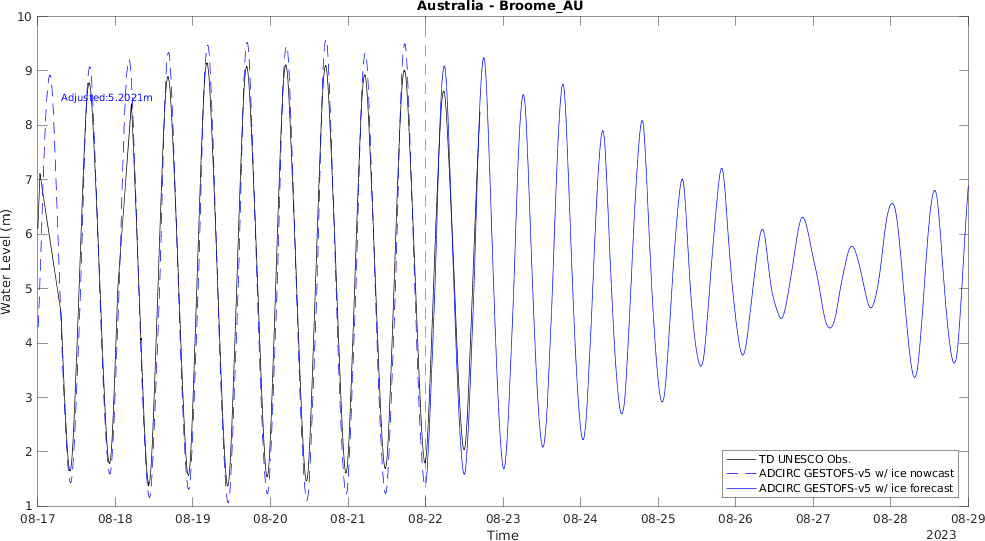 Australia - Broome_AU
10
9
8
7
6
5
4
3
2
1
Water Level (m)
Adjusted:5.2021m
TD UNESCO Obs.
ADCIRC GESTOFS-v5 w/ ice nowcast
ADCIRC GESTOFS-v5 w/ ice forecast
08-17 08-18 08-19 08-20 08-21 08-22 08-23 08-24 08-25 08-26 08-27 08-28 08-29
Time
2023